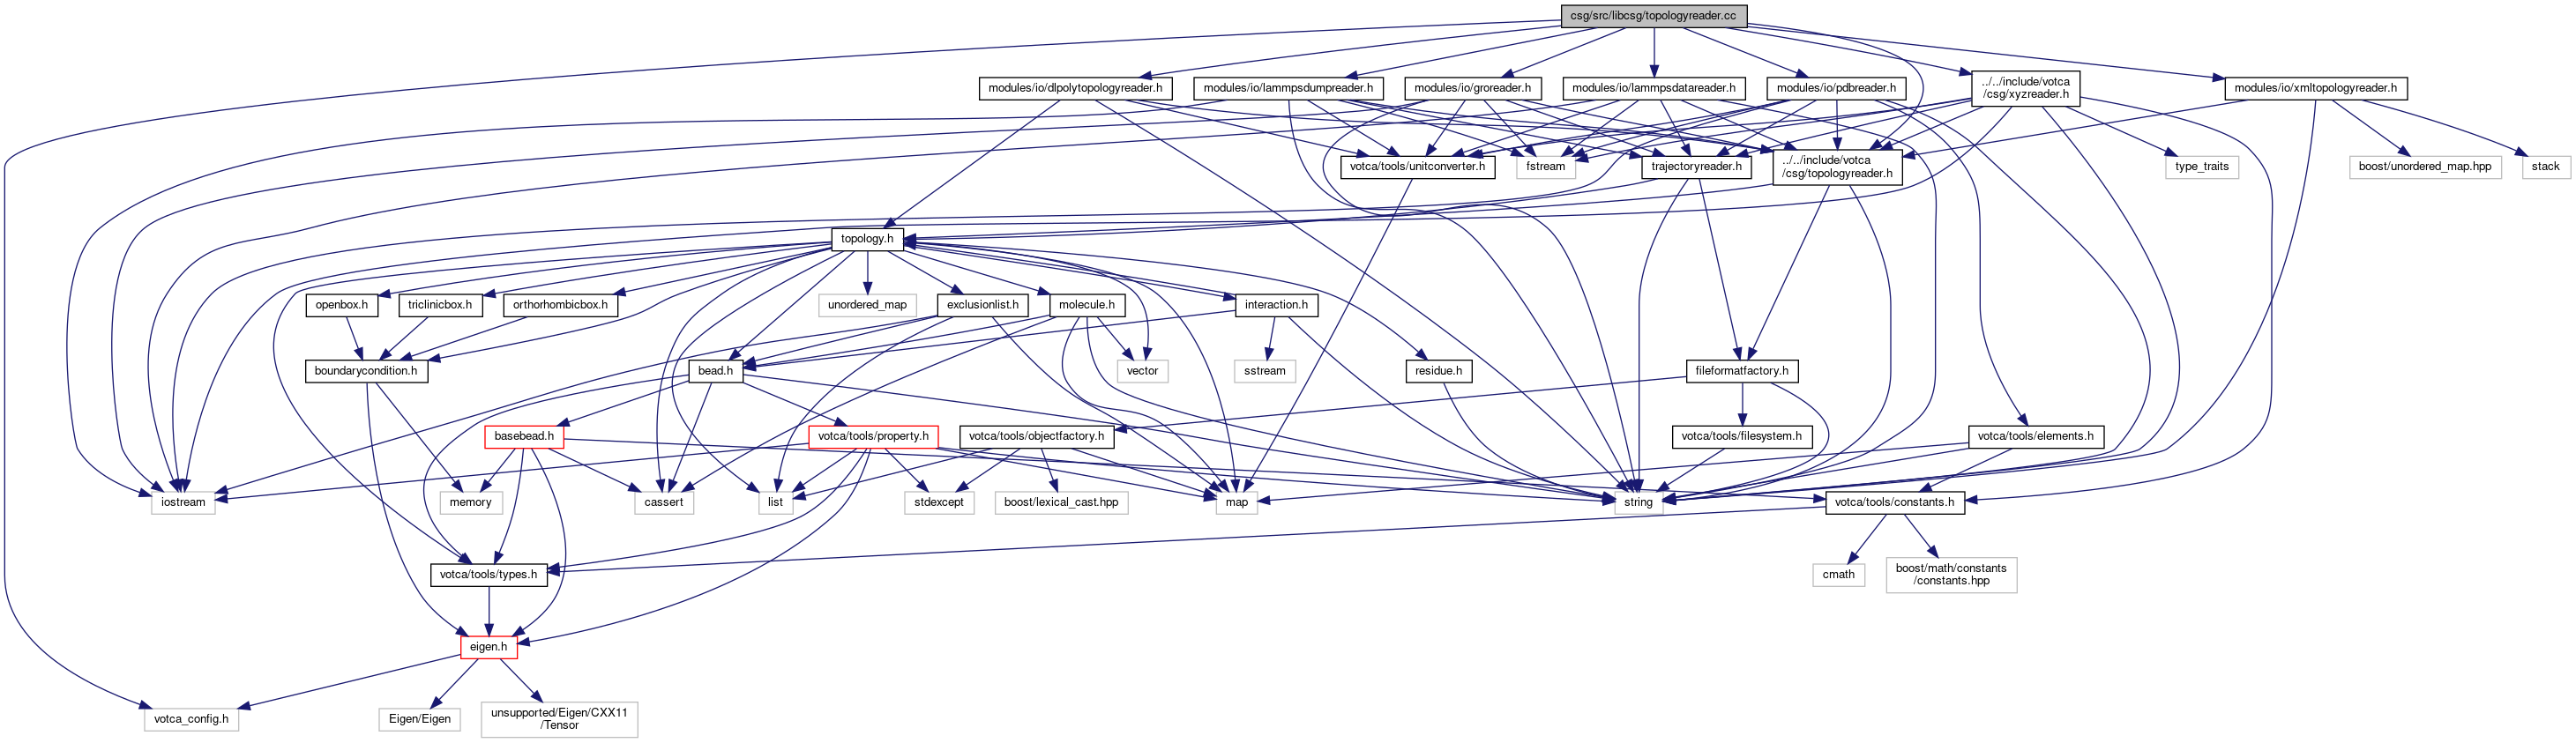 csg/src/libcsg/topologyreader.cc
modules/io/dlpolytopologyreader.h
modules/io/lammpsdumpreader.h
modules/io/groreader.h
modules/io/lammpsdatareader.h
modules/io/pdbreader.h
../../include/votca
/csg/xyzreader.h
modules/io/xmltopologyreader.h
votca/tools/unitconverter.h
fstream
trajectoryreader.h
../../include/votca
/csg/topologyreader.h
type_traits
boost/unordered_map.hpp
stack
topology.h
openbox.h
triclinicbox.h
orthorhombicbox.h
unordered_map
exclusionlist.h
molecule.h
interaction.h
boundarycondition.h
bead.h
vector
sstream
residue.h
fileformatfactory.h
basebead.h
votca/tools/property.h
votca/tools/objectfactory.h
votca/tools/filesystem.h
votca/tools/elements.h
iostream
memory
cassert
list
stdexcept
boost/lexical_cast.hpp
map
string
votca/tools/constants.h
votca/tools/types.h
cmath
boost/math/constants
/constants.hpp
eigen.h
votca_config.h
Eigen/Eigen
unsupported/Eigen/CXX11
/Tensor